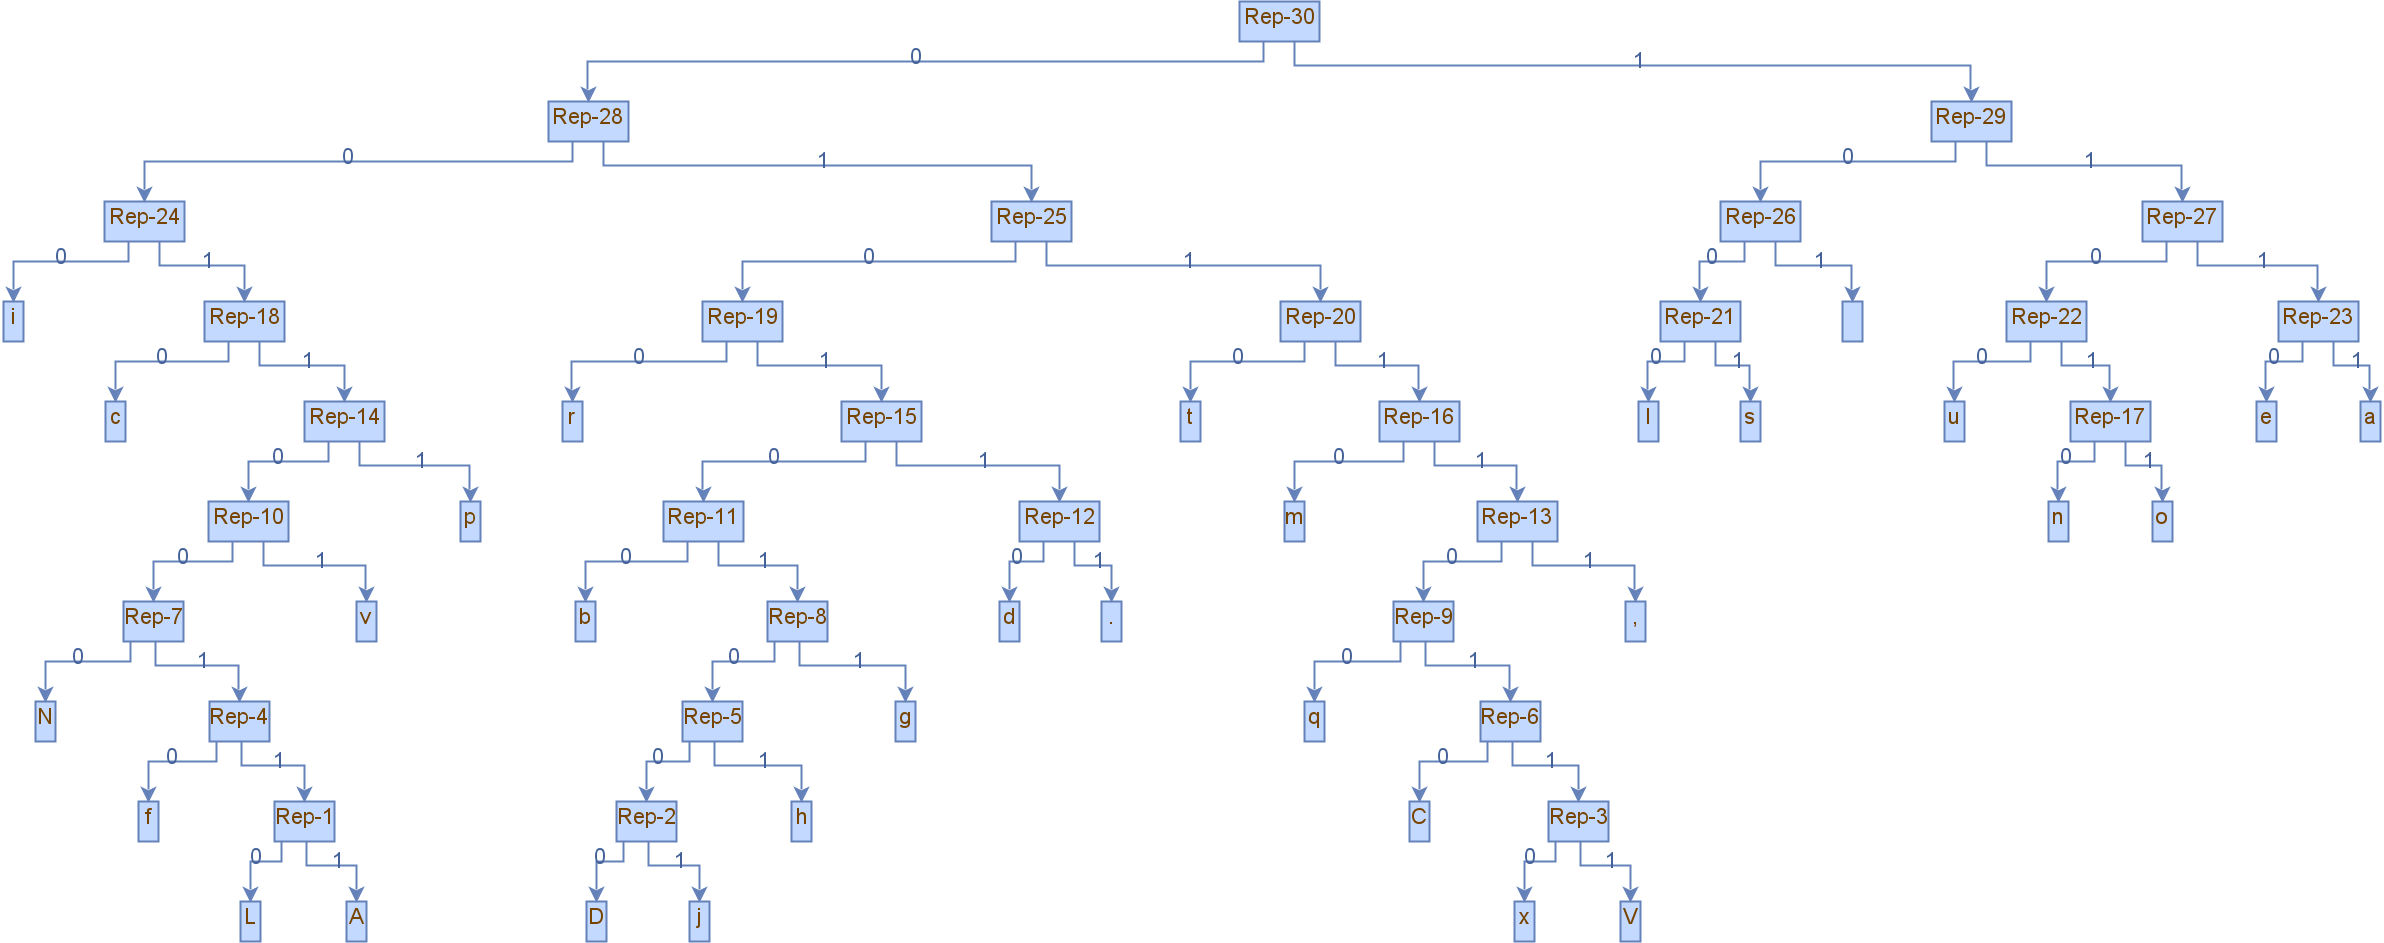 Rep-30
0 1
Rep-28 Rep-29
0 1 0 1
Rep-24 Rep-25 Rep-26 Rep-27
0 1 0 1 0 1 0 1
i Rep-18 Rep-19 Rep-20 Rep-21 Rep-22 Rep-23
0 1 0 1 0 1 0 1 0 1 0 1
c Rep-14 r Rep-15 t Rep-16 l s u Rep-17 e a
0 1 0 1 0 1 0 1
Rep-10 p Rep-11 Rep-12 m Rep-13 n o
0 1 0 1 0 1 0 1
Rep-7 v b Rep-8 d . Rep-9 ,
0 1 0 1 0 1
N Rep-4 Rep-5 g q Rep-6
0 1 0 1 0 1
f Rep-1 Rep-2 h C Rep-3
0 1 0 1 0 1
L A D j x V